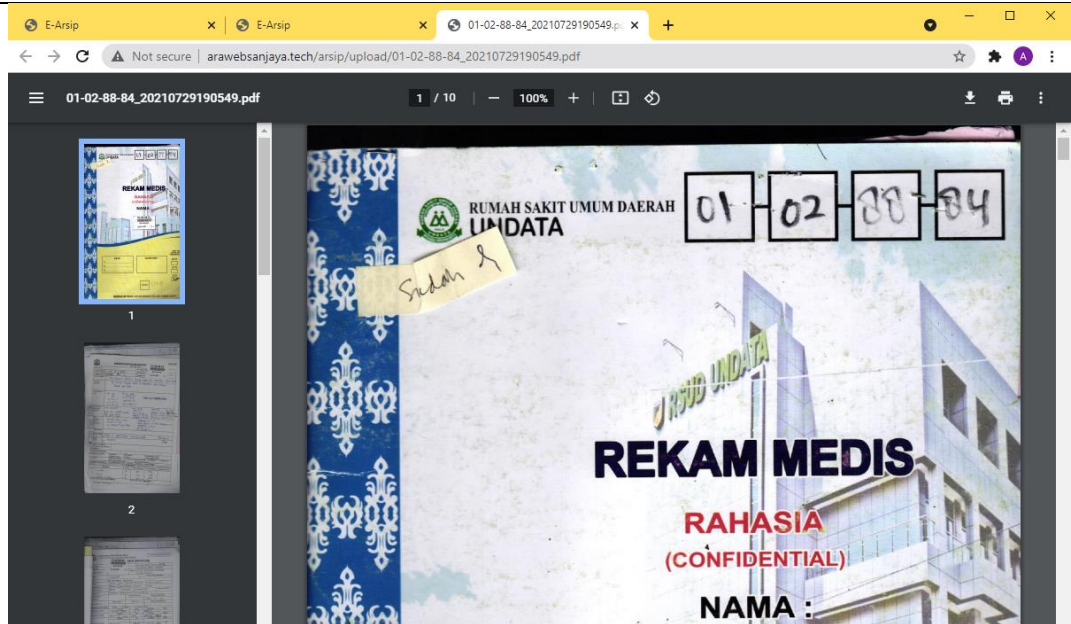 E-Arsip
E-Arsip
01-02-88-84_20210729190549.p
Not secure | arawebsanjaya.tech/arsip/upload/01-02-88-84_20210729190549.pdf
A
01-02-88-84_20210729190549.pdf
1 / 10
100%
REKAM MEDIS
1
2
RUMAH SAKIT UMUM DAERAH
UNDATA
01-02-88-84
Sudah
RSUD UNDATA
REKAM MEDIS
RAHASIA
(CONFIDENTIAL)
NAMA :